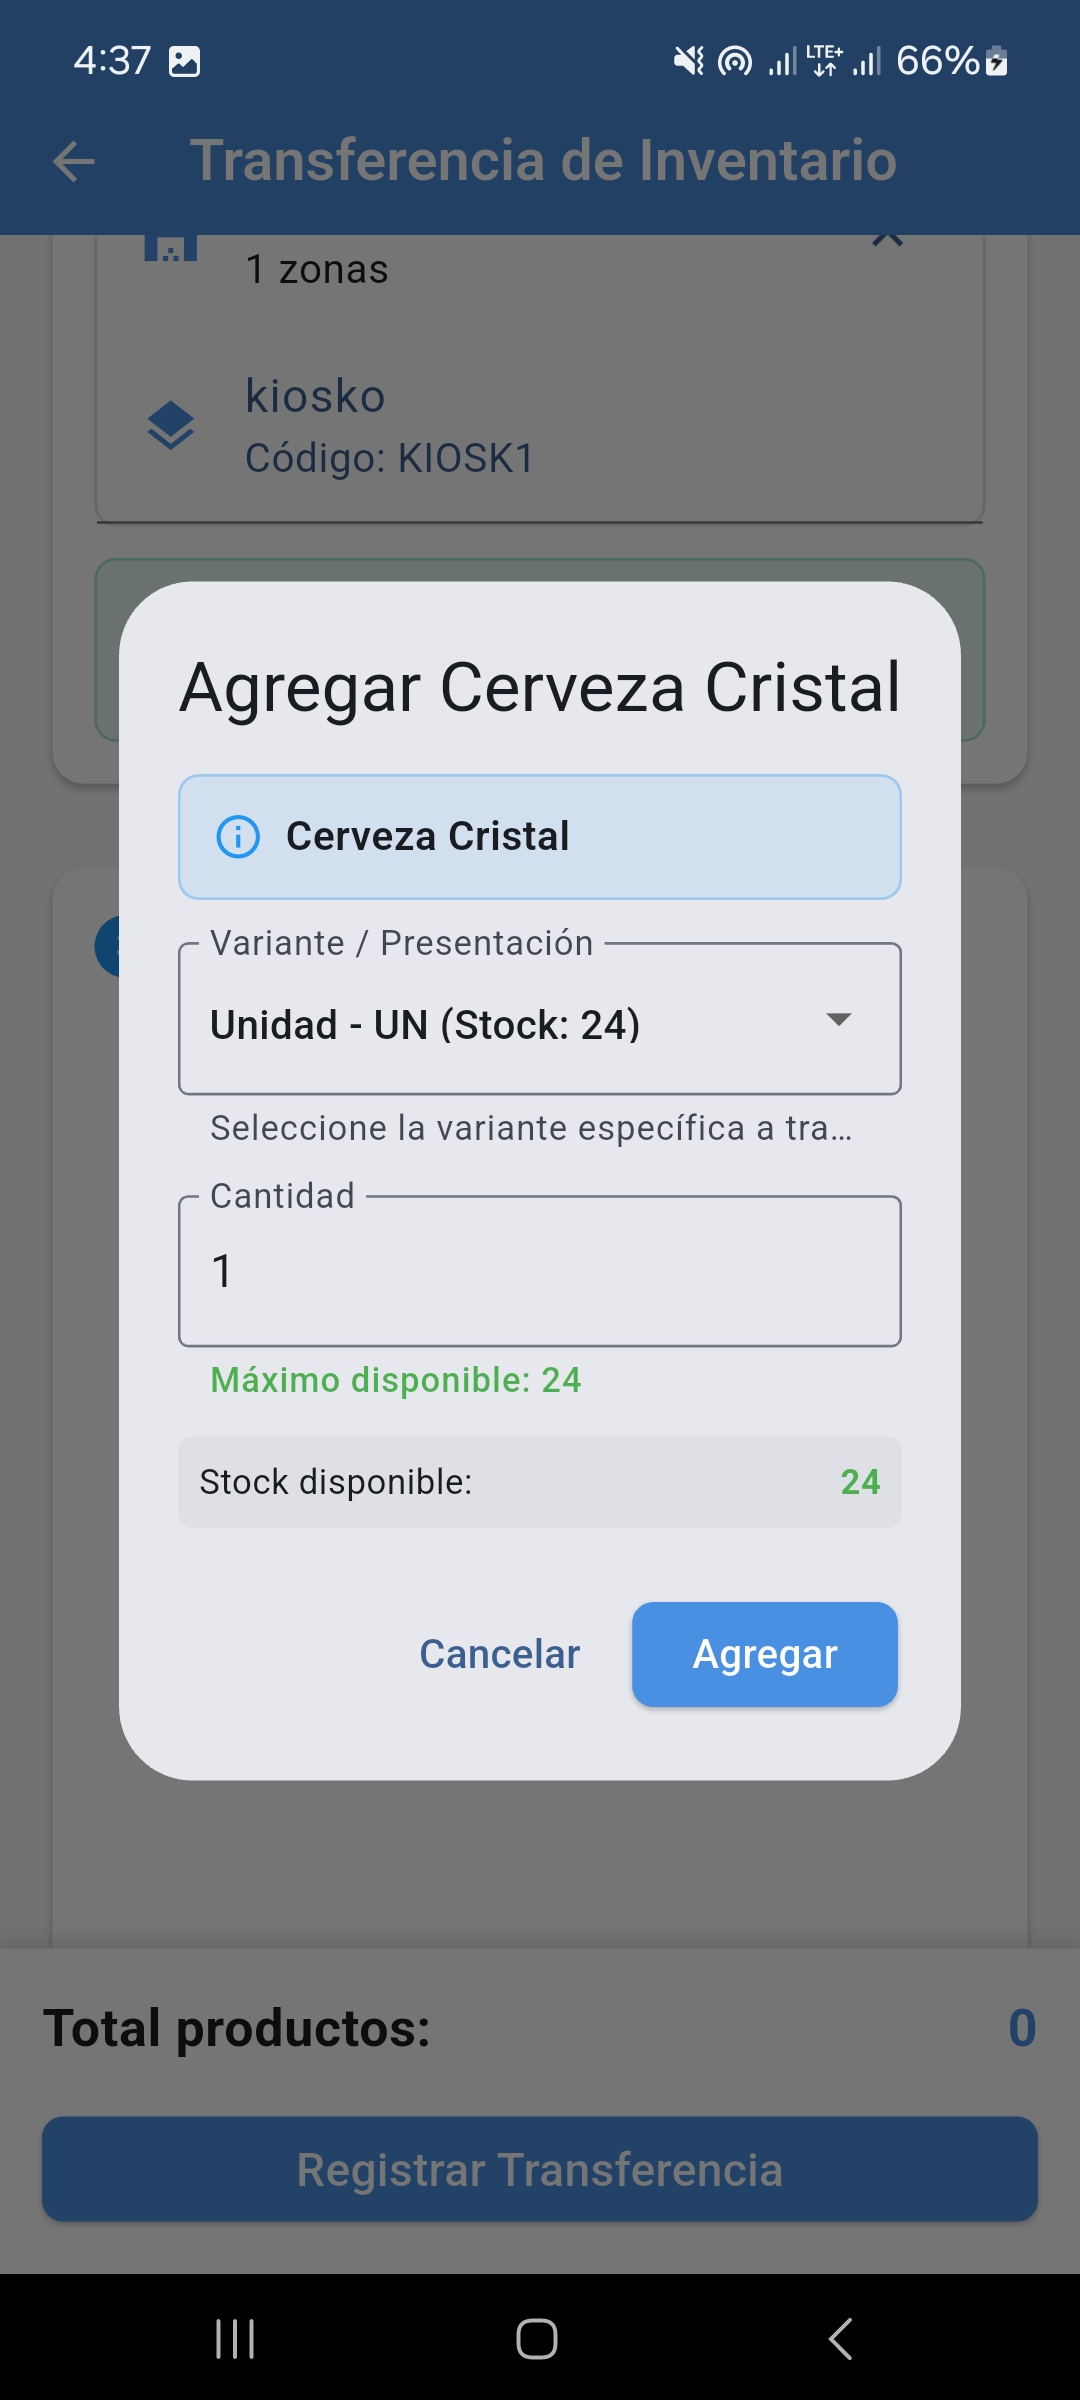 4:37
LTE+
66%
Transferencia de Inventario
1 zonas
kiosko
Código: KIOSK1
Agregar Cerveza Cristal
Cerveza Cristal
Variante / Presentación
Unidad - UN (Stock: 24)
Seleccione la variante específica a tra…
Cantidad
1
Máximo disponible: 24
Stock disponible: 24
Cancelar
Agregar
Total productos: 0
Registrar Transferencia